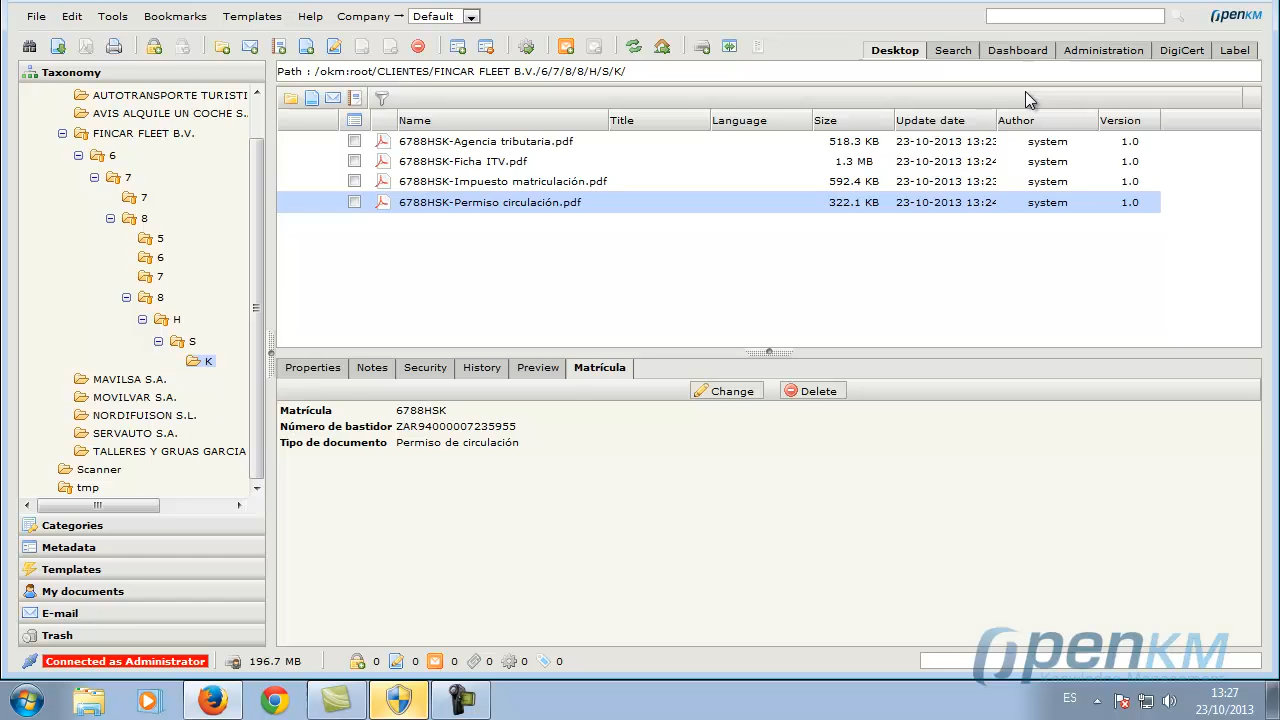 File Edit Tools Bookmarks Templates Help Company Default OpenKM
Desktop Search Dashboard Administration DigiCert Label
Taxonomy
Path : /okm:root/CLIENTES/FINCAR FLEET B.V./6/7/8/8/H/S/K/
AUTOTRANSPORTE TURISTI
AVIS ALQUILE UN COCHE S..
FINCAR FLEET B.V.
6
7
7
8
5
6
7
8
H
S
K
MAVILSA S.A.
MOVILVAR S.A.
NORDIFUISON S.L.
SERVAUTO S.A.
TALLERES Y GRUAS GARCIA
Scanner
tmp
Categories
Metadata
Templates
My documents
E-mail
Trash
Name Title Language Size Update date Author Version
6788HSK-Agencia tributaria.pdf 518.3 KB 23-10-2013 13:23 system 1.0
6788HSK-Ficha ITV.pdf 1.3 MB 23-10-2013 13:24 system 1.0
6788HSK-Impuesto matriculación.pdf 592.4 KB 23-10-2013 13:23 system 1.0
6788HSK-Permiso circulación.pdf 322.1 KB 23-10-2013 13:24 system 1.0
Properties Notes Security History Preview Matrícula
Change Delete
Matrícula 6788HSK
Número de bastidor ZAR94000007235955
Tipo de documento Permiso de circulación
OpenKM
Knowledge Management
Connected as Administrator 196.7 MB 0 0 0 0 0 0
ES 13:27
23/10/2013